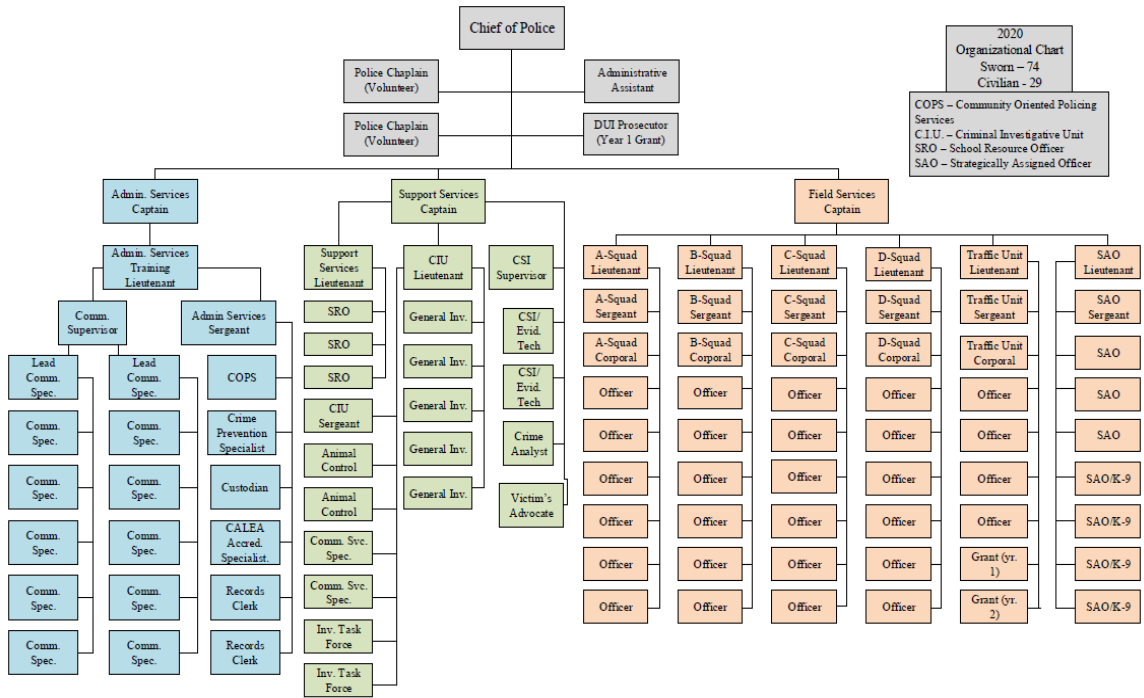 Chief of Police
2020
Organizational Chart
Sworn – 74
Civilian - 29
COPS – Community Oriented Policing
Services
C.I.U. – Criminal Investigative Unit
SRO – School Resource Officer
SAO – Strategically Assigned Officer
Police Chaplain
(Volunteer)
Administrative
Assistant
Police Chaplain
(Volunteer)
DUI Prosecutor
(Year 1 Grant)
Admin. Services
Captain
Support Services
Captain
Field Services
Captain
Admin. Services
Training
Lieutenant
Comm.
Supervisor
Admin Services
Sergeant
Lead
Comm.
Spec.
Comm.
Spec.
Comm.
Spec.
Comm.
Spec.
Comm.
Spec.
Comm.
Spec.
Lead
Comm.
Spec.
Comm.
Spec.
Comm.
Spec.
Comm.
Spec.
Comm.
Spec.
Comm.
Spec.
COPS
Crime
Prevention
Specialist
Custodian
CALEA
Accred.
Specialist.
Records
Clerk
Records
Clerk
Support
Services
Lieutenant
SRO
SRO
SRO
CIU
Sergeant
Animal
Control
Animal
Control
Comm. Svc.
Spec.
Comm. Svc.
Spec.
Inv. Task
Force
Inv. Task
Force
CIU
Lieutenant
General Inv.
General Inv.
General Inv.
General Inv.
General Inv.
CSI
Supervisor
CSI/
Evid.
Tech
CSI/
Evid.
Tech
Crime
Analyst
Victim's
Advocate
A-Squad
Lieutenant
A-Squad
Sergeant
A-Squad
Corporal
Officer
Officer
Officer
Officer
Officer
Officer
B-Squad
Lieutenant
B-Squad
Sergeant
B-Squad
Corporal
Officer
Officer
Officer
Officer
Officer
Officer
C-Squad
Lieutenant
C-Squad
Sergeant
C-Squad
Corporal
Officer
Officer
Officer
Officer
Officer
Officer
D-Squad
Lieutenant
D-Squad
Sergeant
D-Squad
Corporal
Officer
Officer
Officer
Officer
Officer
Officer
Traffic Unit
Lieutenant
Traffic Unit
Sergeant
Traffic Unit
Corporal
Officer
Officer
Officer
Officer
Grant (yr.
1)
Grant (yr.
2)
SAO
Lieutenant
SAO
Sergeant
SAO
SAO
SAO
SAO/K-9
SAO/K-9
SAO/K-9
SAO/K-9